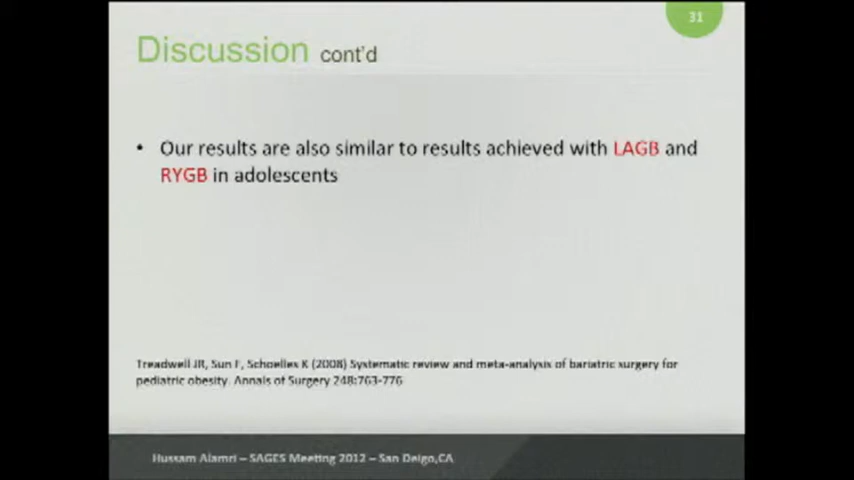 31
Discussion cont'd
• Our results are also similar to results achieved with LAGB and
RYGB in adolescents
Treadwell JR, Sun F, Schoelles K (2008) Systematic review and meta-analysis of bariatric surgery for
pediatric obesity. Annals of Surgery 248:763-776
Hussam Alamri – SAGES Meeting 2012 – San Deigo,CA